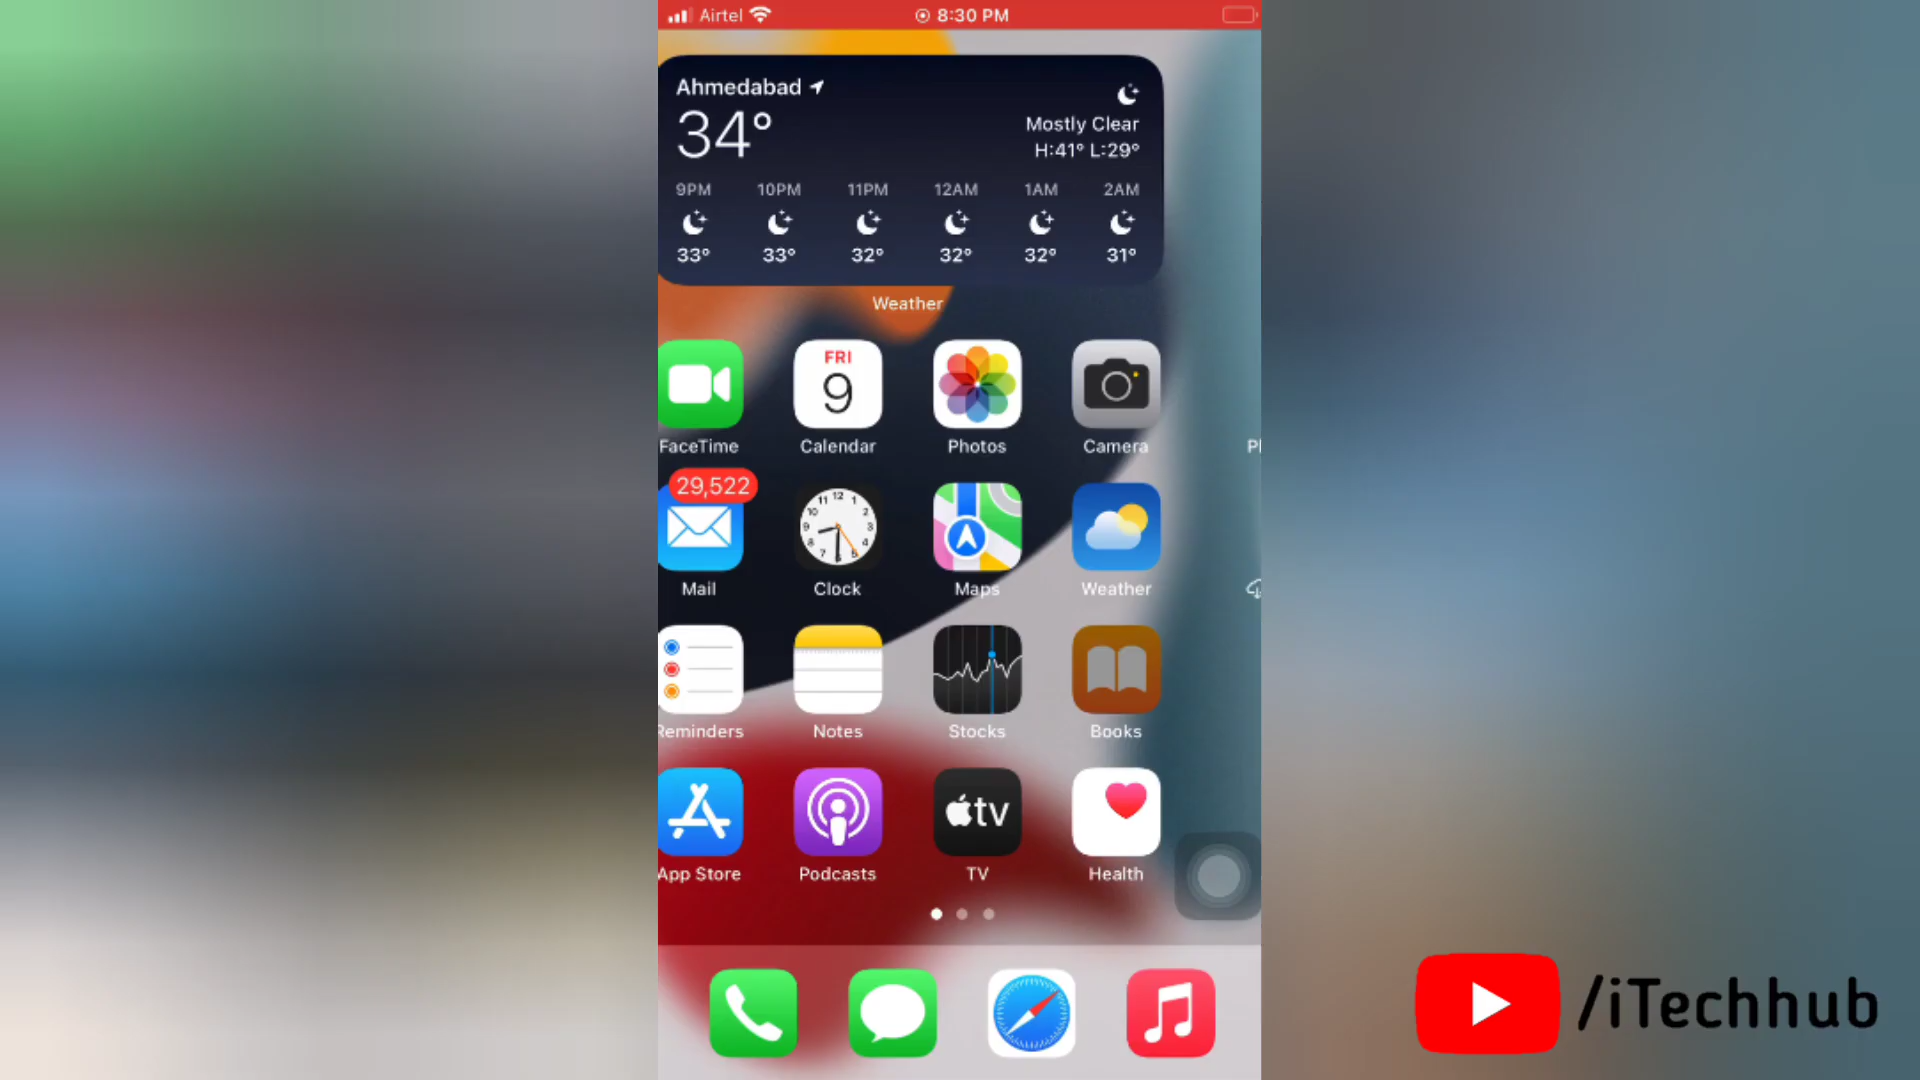 Airtel 8:30 PM
Ahmedabad
34°
Mostly Clear
H:41° L:29°
9PM 10PM 11PM 12AM 1AM 2AM
33° 33° 32° 32° 32° 31°
Weather
FRI
9
FaceTime Calendar Photos Camera
29,522
Mail Clock Maps Weather
Reminders Notes Stocks Books
tv
App Store Podcasts TV Health
/iTechhub